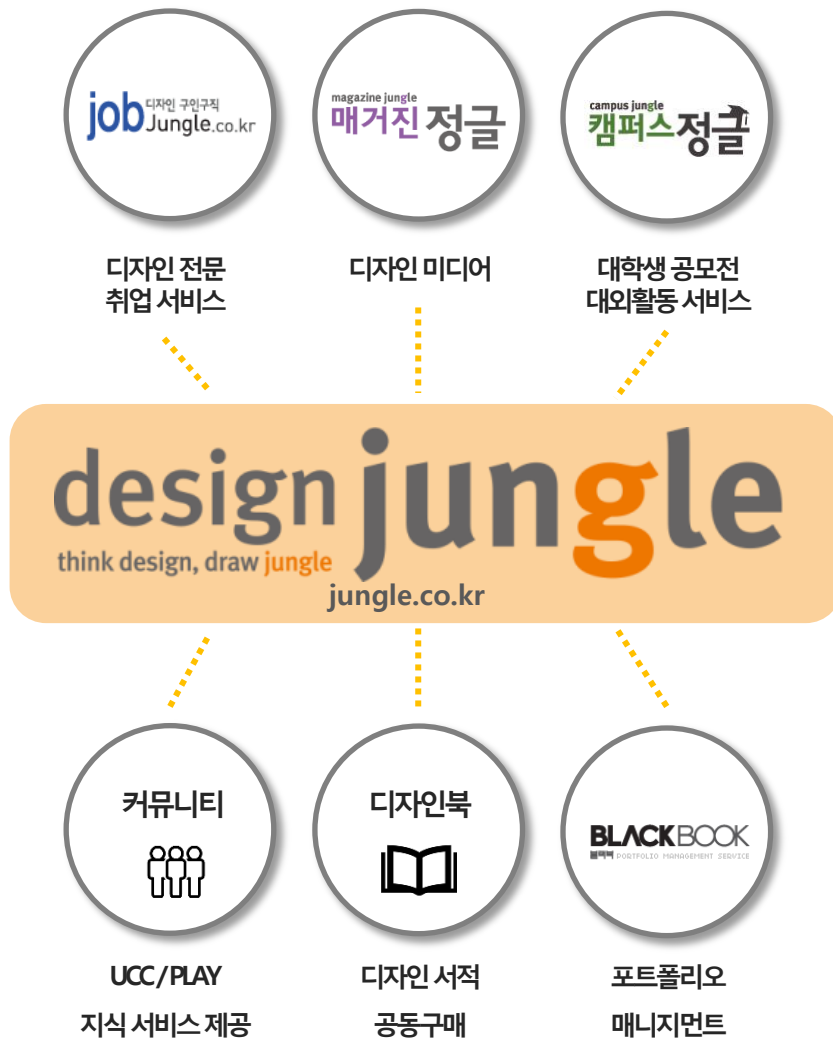 job 디자인 구인구직
Jungle.co.kr
magazine jungle
매거진 정글
campus jungle
캠퍼스정글
디자인 전문
취업 서비스
디자인 미디어
대학생 공모전
대외활동 서비스
design jungle
think design, draw jungle
jungle.co.kr
커뮤니티
디자인북
BLACKBOOK
PORTFOLIO MANAGEMENT SERVICE
UCC / PLAY
지식 서비스 제공
디자인 서적
공동구매
포트폴리오
매니지먼트